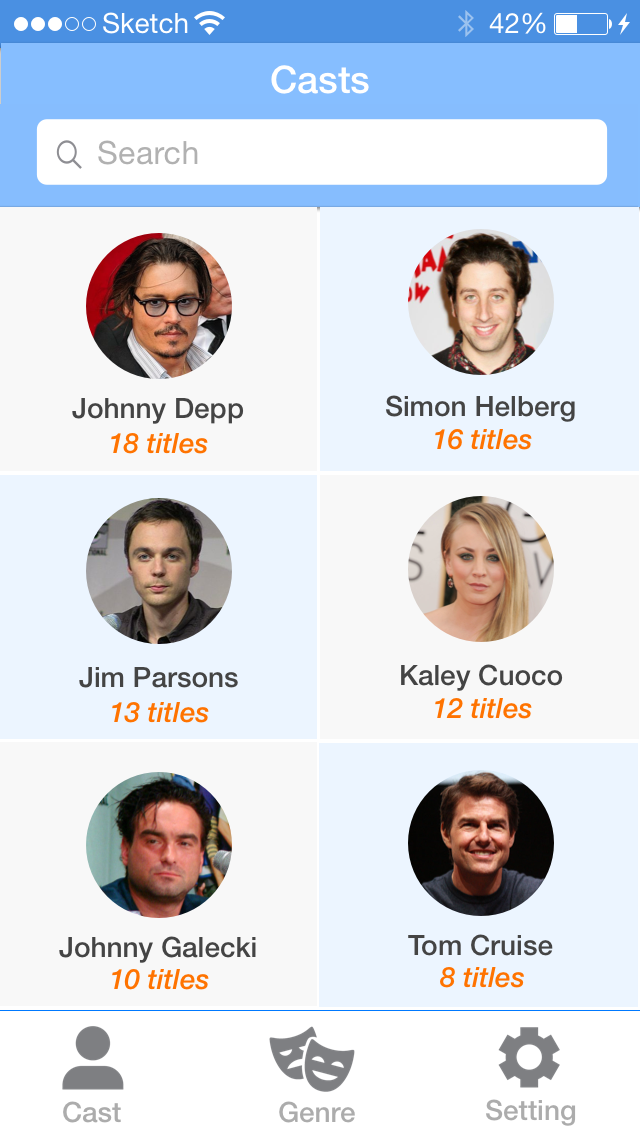 Sketch 42%
Casts
Search
Johnny Depp
18 titles
Simon Helberg
16 titles
Jim Parsons
13 titles
Kaley Cuoco
12 titles
Johnny Galecki
10 titles
Tom Cruise
8 titles
Cast
Genre
Setting